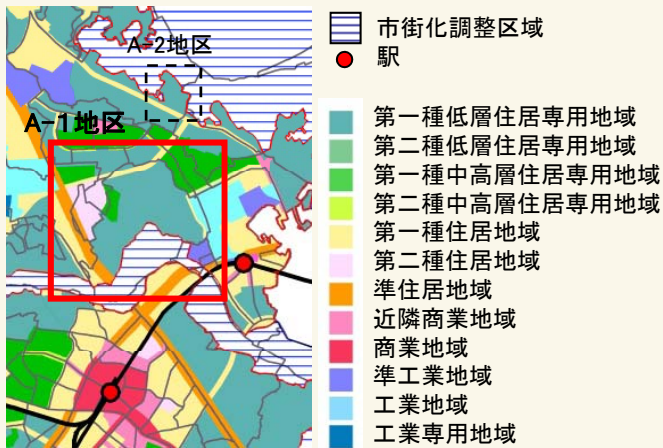 A-2地区
A-1地区
市街化調整区域
駅
第一種低層住居専用地域
第二種低層住居専用地域
第一種中高層住居専用地域
第二種中高層住居専用地域
第一種住居地域
第二種住居地域
準住居地域
近隣商業地域
商業地域
準工業地域
工業地域
工業専用地域